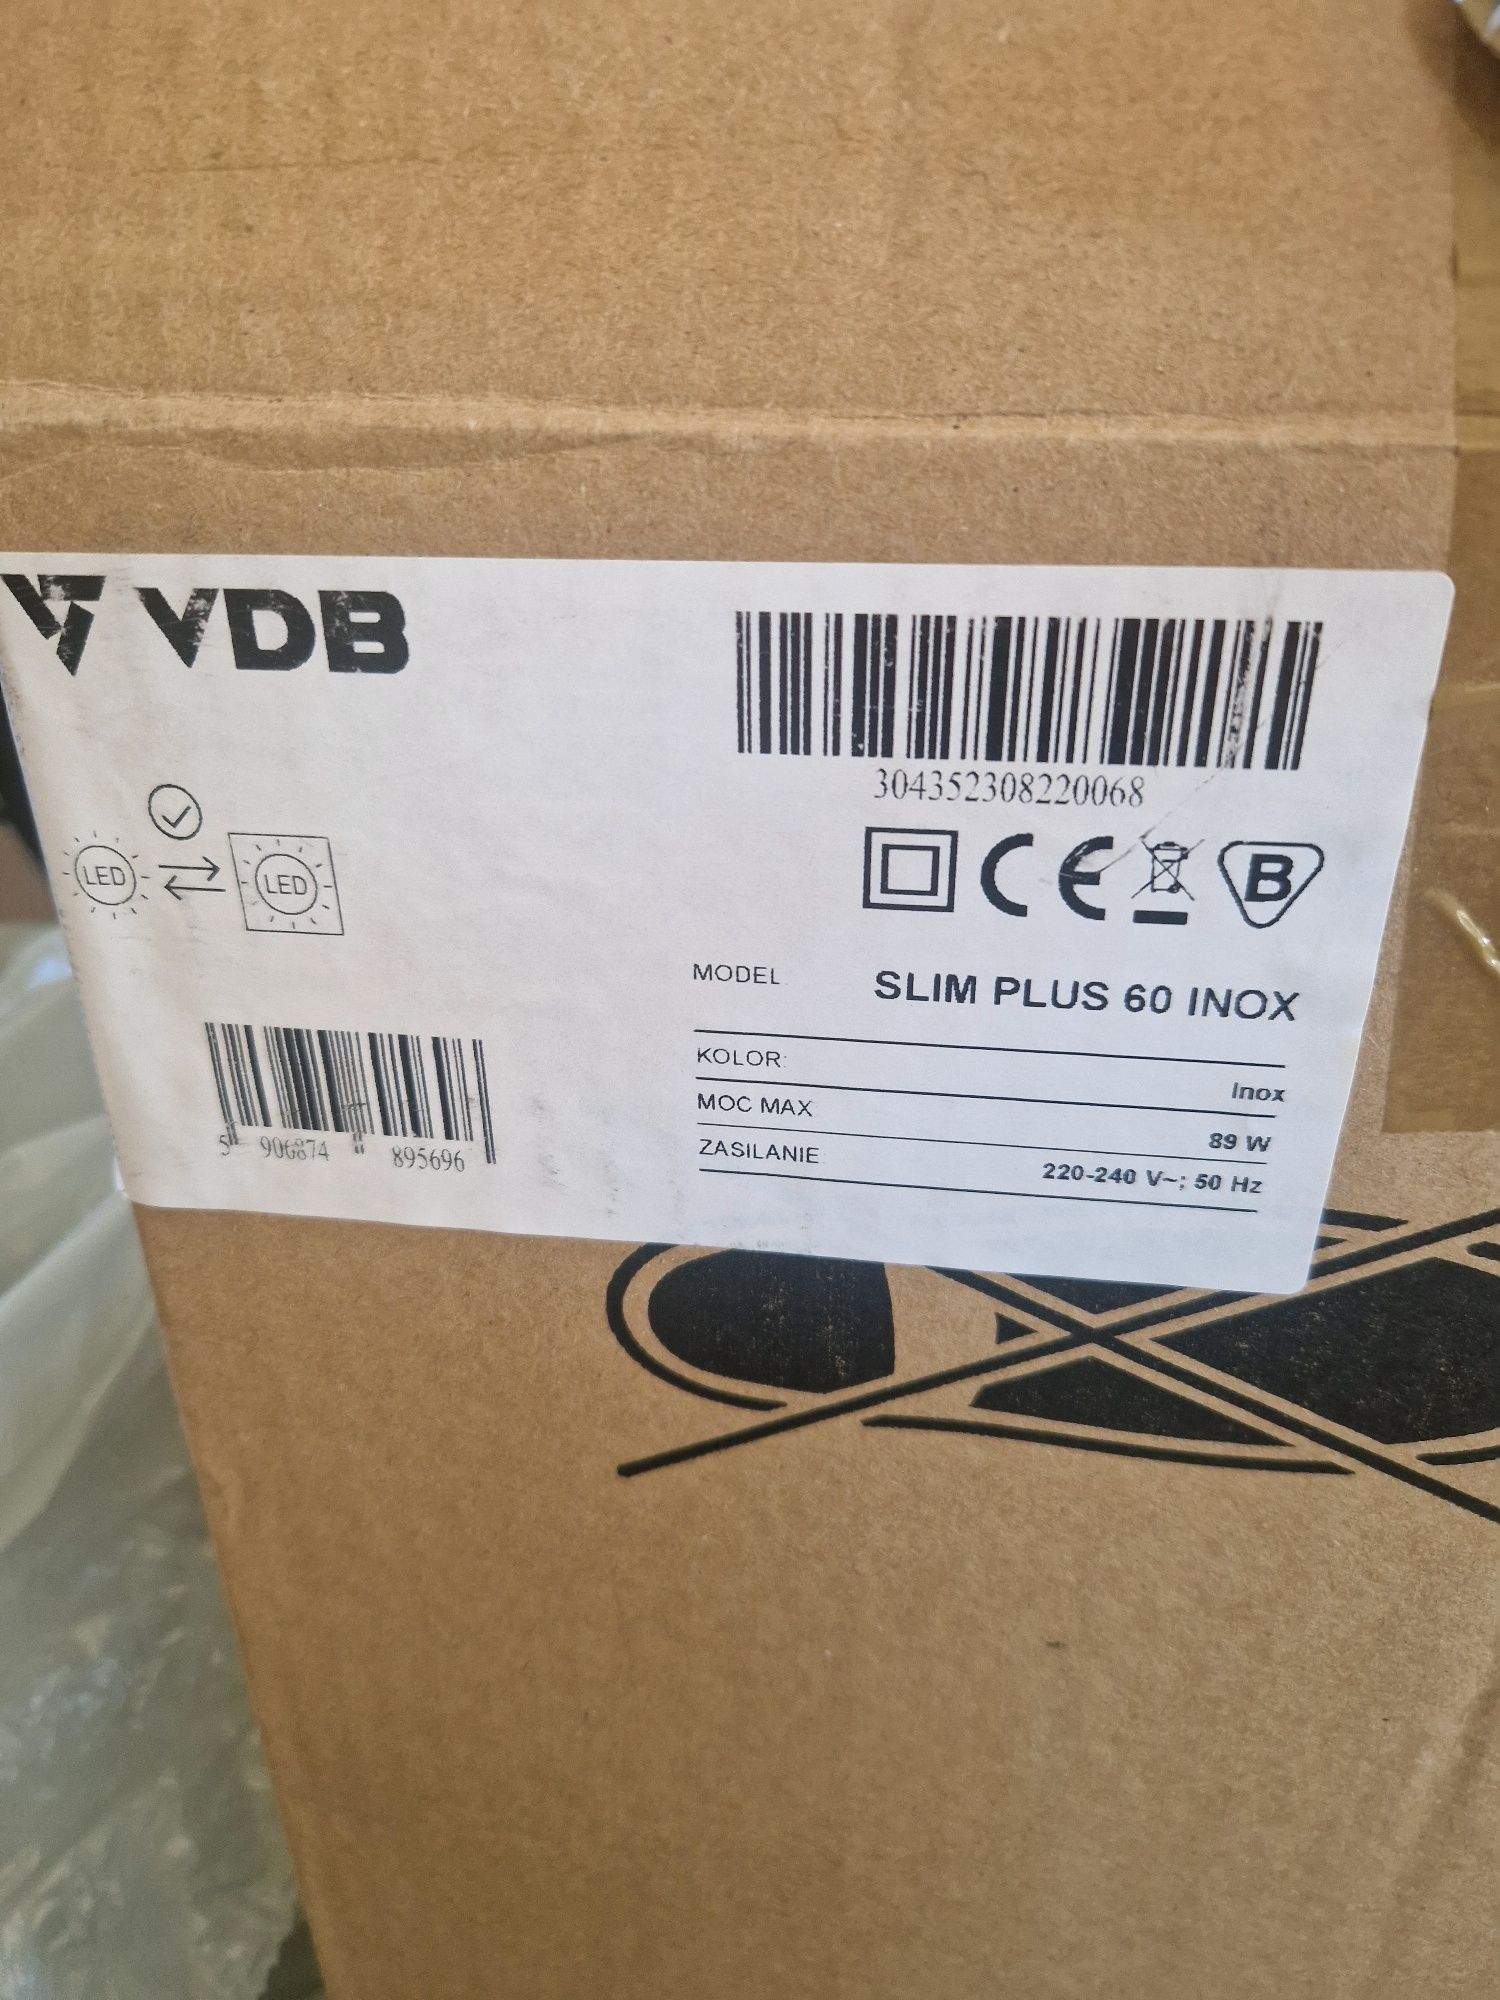 VDB
304352308220068
LED
LED
CE
B
MODEL SLIM PLUS 60 INOX
KOLOR: Inox
MOC MAX 89 W
ZASILANIE 220-240 V~; 50 Hz
5 906874 895696